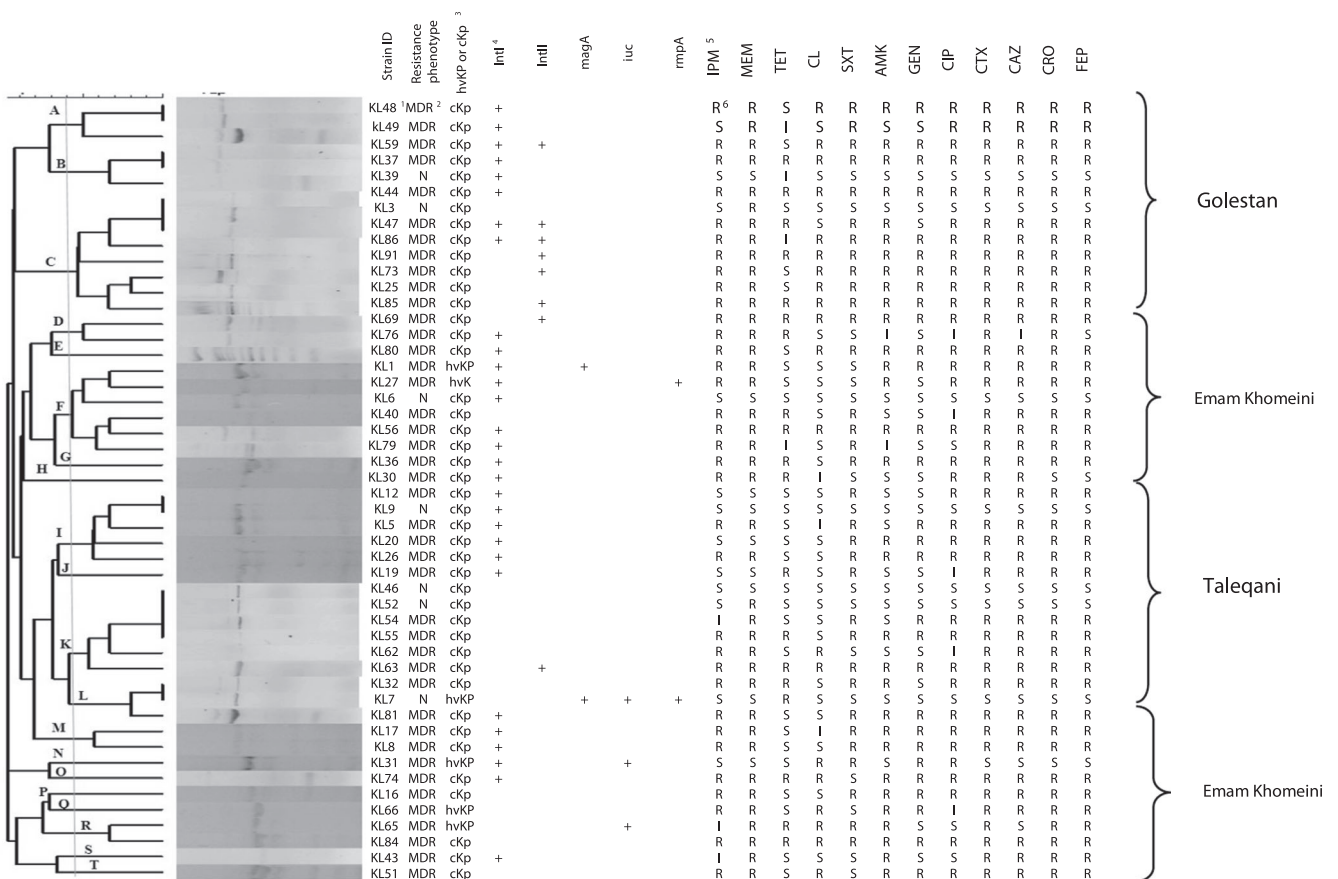 Strain ID Resistance phenotype hvKP or cKp 3 IntI 4 IntII magA iuc rmpA IPM 5 MEM TET CL SXT AMK GEN CIP CTX CAZ CRO FEP
A KL48 1 MDR 2 cKp + R6 R S R R R R R R R R R
kL49 MDR cKp + S R I S R S S R R R R R
KL59 MDR cKp + + R R S R R R R R R R R R
B KL37 MDR cKp + R R R R R R R R R R R R
KL39 N cKp + S S I S S S S S S S S S
KL44 MDR cKp + R R R R R R R R R R R R
KL3 N cKp S R S S S S S S S S S S
Golestan
KL47 MDR cKp + + R R R S R R S R R R R R
KL86 MDR cKp + + R R I R R R R R R R R R
C KL91 MDR cKp + R R R R R R R R R R R R
KL73 MDR cKp + R R S R R R R R R R R R
KL25 MDR cKp R R S R R R R R R R R R
KL85 MDR cKp + R R R R R R R R R R R R
D KL69 MDR cKp + R R R R R R R R R R R R
KL76 MDR cKp + R R R S S I S I R I R S
E KL80 MDR cKp + R R S R R R R R R R R R
KL1 MDR hvKP + + R R S S S S R R R R R R
KL27 MDR hvK + + R R S S S S S R R R R R
KL6 N cKp + S S S S S S S S S S S S
Emam Khomeini
F KL40 MDR cKp R R R S R S S I R R R R
KL56 MDR cKp + R R R R R R R R R R R R
KL79 MDR cKp + R R I S R I S S R R R R
G KL36 MDR cKp + R R R S R R R R R R R R
H KL30 MDR cKp + R R R I R S S R R R S S
KL12 MDR cKp + S S S S R S S R R R R R
KL9 N cKp + S S S S S S S S S S S S
KL5 MDR cKp + R R S I R S R R R R R R
I KL20 MDR cKp + S S S S R R R R R R R R
KL26 MDR cKp + R R S S R R R R R R R R
J KL19 MDR cKp + S S R S R S S I R R R R
KL46 N cKp S S S S S S S S S S S S
Taleqani
KL52 N cKp S R S S S S S S S S S S
KL54 MDR cKp I R S S R S R R R R R R
KL55 MDR cKp R R R S R R R R R R R R
K KL62 MDR cKp R R S S R S S I R R R R
KL63 MDR cKp + R R R R R R R R R R R R
KL32 MDR cKp R R R S R R S R R R R R
L KL7 N hvKP + + + S S R S S S S S S S S S
KL81 MDR cKp + R R S S R R R R R R R R
M KL17 MDR cKp + R R S I R R R R R R R R
KL8 MDR cKp + R R S S R R R R R R R R
N KL31 MDR hvKP + + S S S S R R R R S S S S
O KL74 MDR cKp + R R R R S R R R R R R R
P KL16 MDR cKp R R S S R R R R R R R R
Emam Khomeini
Q KL66 MDR hvKP R R S R S R R I R R R R
R KL65 MDR hvKP + I R R R R R S S R S R R
KL84 MDR cKp R R R R R R R R R R R R
S KL43 MDR cKp + I R S S S R S S R R R R
T KL51 MDR cKp R R S R S R R R R R R R